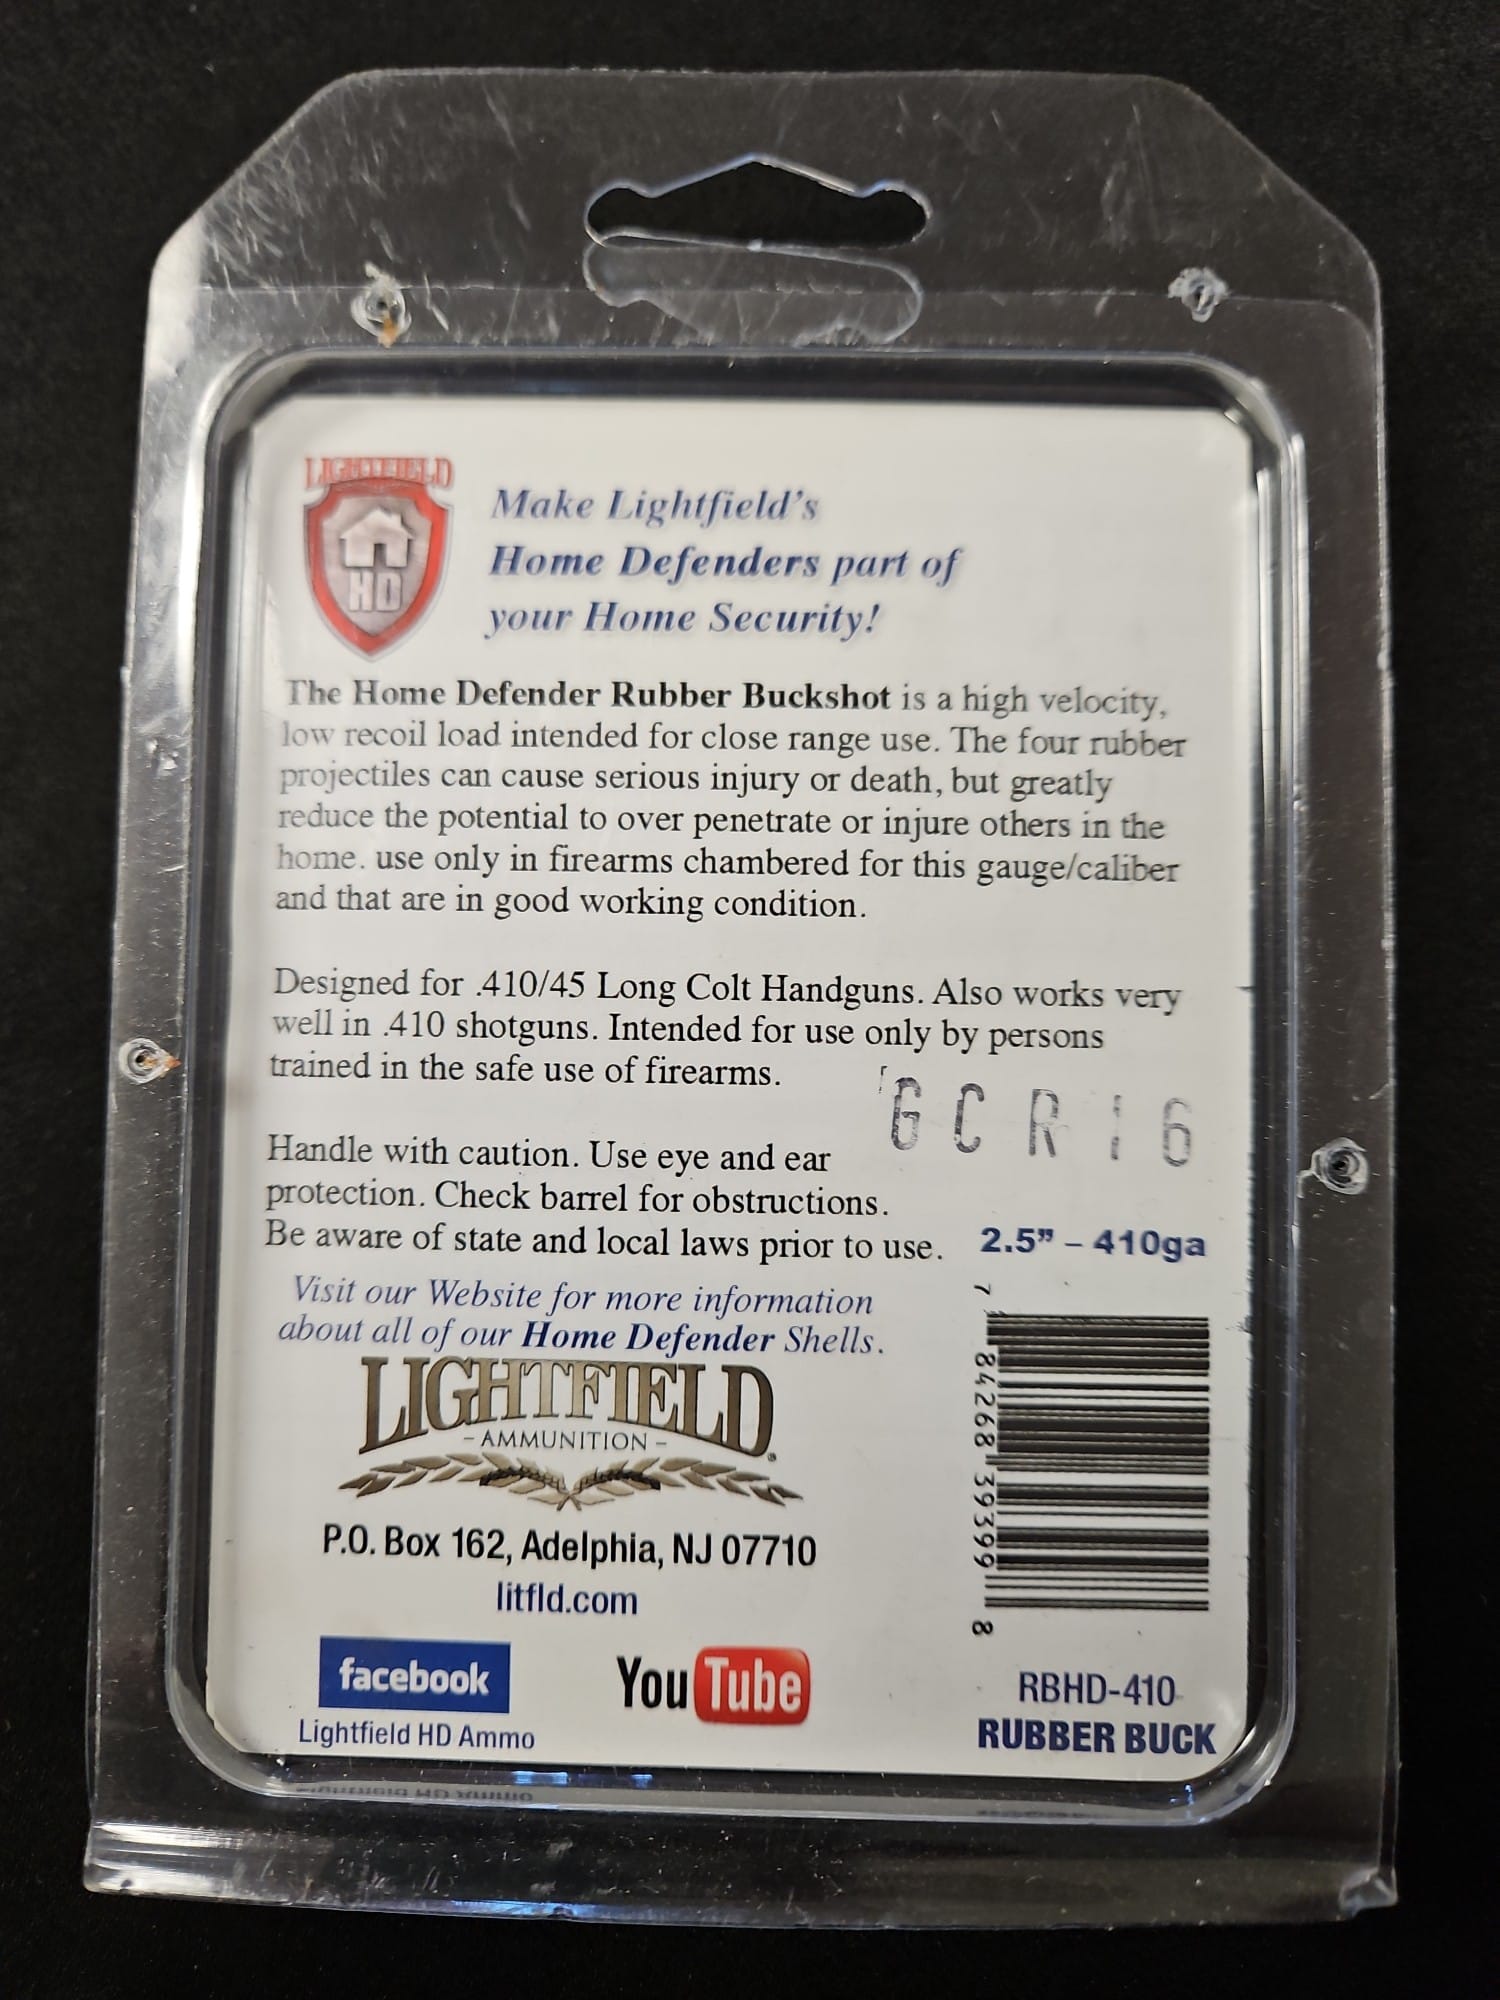 LIGHTFIELD
HD
Make Lightfield's
Home Defenders part of
your Home Security!
The Home Defender Rubber Buckshot is a high velocity,
low recoil load intended for close range use. The four rubber
projectiles can cause serious injury or death, but greatly
reduce the potential to over penetrate or injure others in the
home. use only in firearms chambered for this gauge/caliber
and that are in good working condition.
Designed for .410/45 Long Colt Handguns. Also works very
well in .410 shotguns. Intended for use only by persons
trained in the safe use of firearms.
GCR16
Handle with caution. Use eye and ear
protection. Check barrel for obstructions.
Be aware of state and local laws prior to use.
2.5” – 410ga
Visit our Website for more information
about all of our Home Defender Shells.
LIGHTFIELD®
- AMMUNITION -
P.O. Box 162, Adelphia, NJ 07710
litfld.com
facebook
Lightfield HD Ammo
YouTube
7 84268 39399 8
RBHD-410
RUBBER BUCK